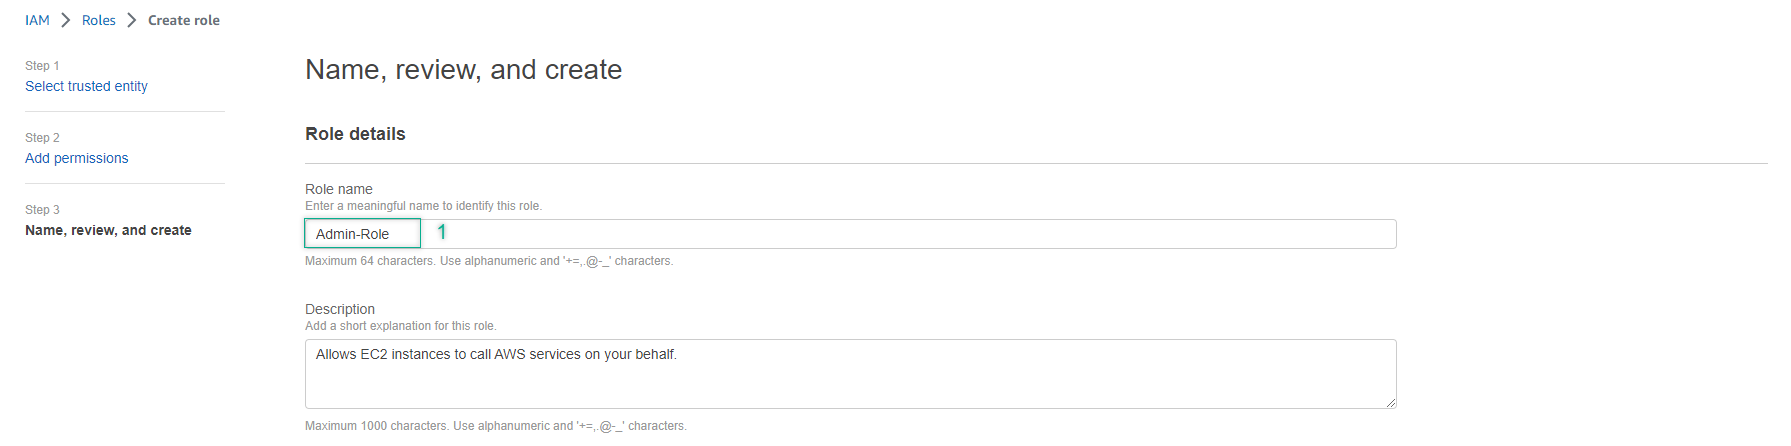 IAM > Roles > Create role
Step 1
Select trusted entity
Step 2
Add permissions
Step 3
Name, review, and create
Name, review, and create
Role details
Role name
Enter a meaningful name to identify this role.
Admin-Role 1
Maximum 64 characters. Use alphanumeric and '+=,.@-_' characters.
Description
Add a short explanation for this role.
Allows EC2 instances to call AWS services on your behalf.
Maximum 1000 characters. Use alphanumeric and '+=,.@-_' characters.